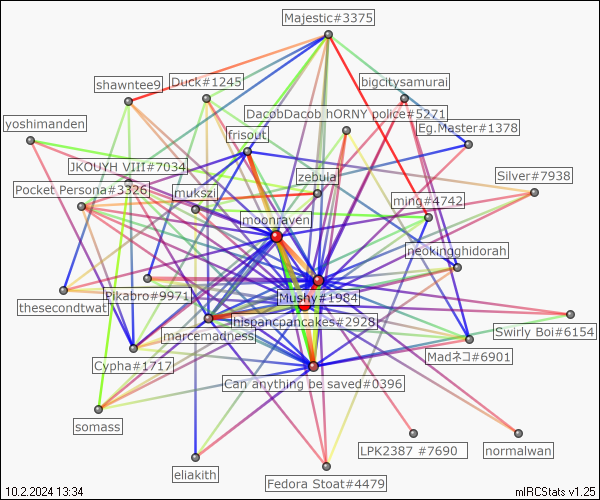 Majestic#3375
shawntee9
Duck#1245
bigcitysamurai
DacobDacob hORNY police#5271
yoshimanden
frisout
Eg.Master#1378
JKOUYH VIII#7034
zebula
Silver#7938
Pocket Persona#3326
mukszi
ming#4742
moonraven
neokingghidorah
Pikabro#9971
Mushy#1984
thesecondtwat
hispancpancakes#2928
Swirly Boi#6154
marcemadness
Madネコ#6901
Cypha#1717
Can anything be saved#0396
somass
LPK2387 #7690
normalwan
eliakith
Fedora Stoat#4479
10.2.2024 13:34
mIRCStats v1.25